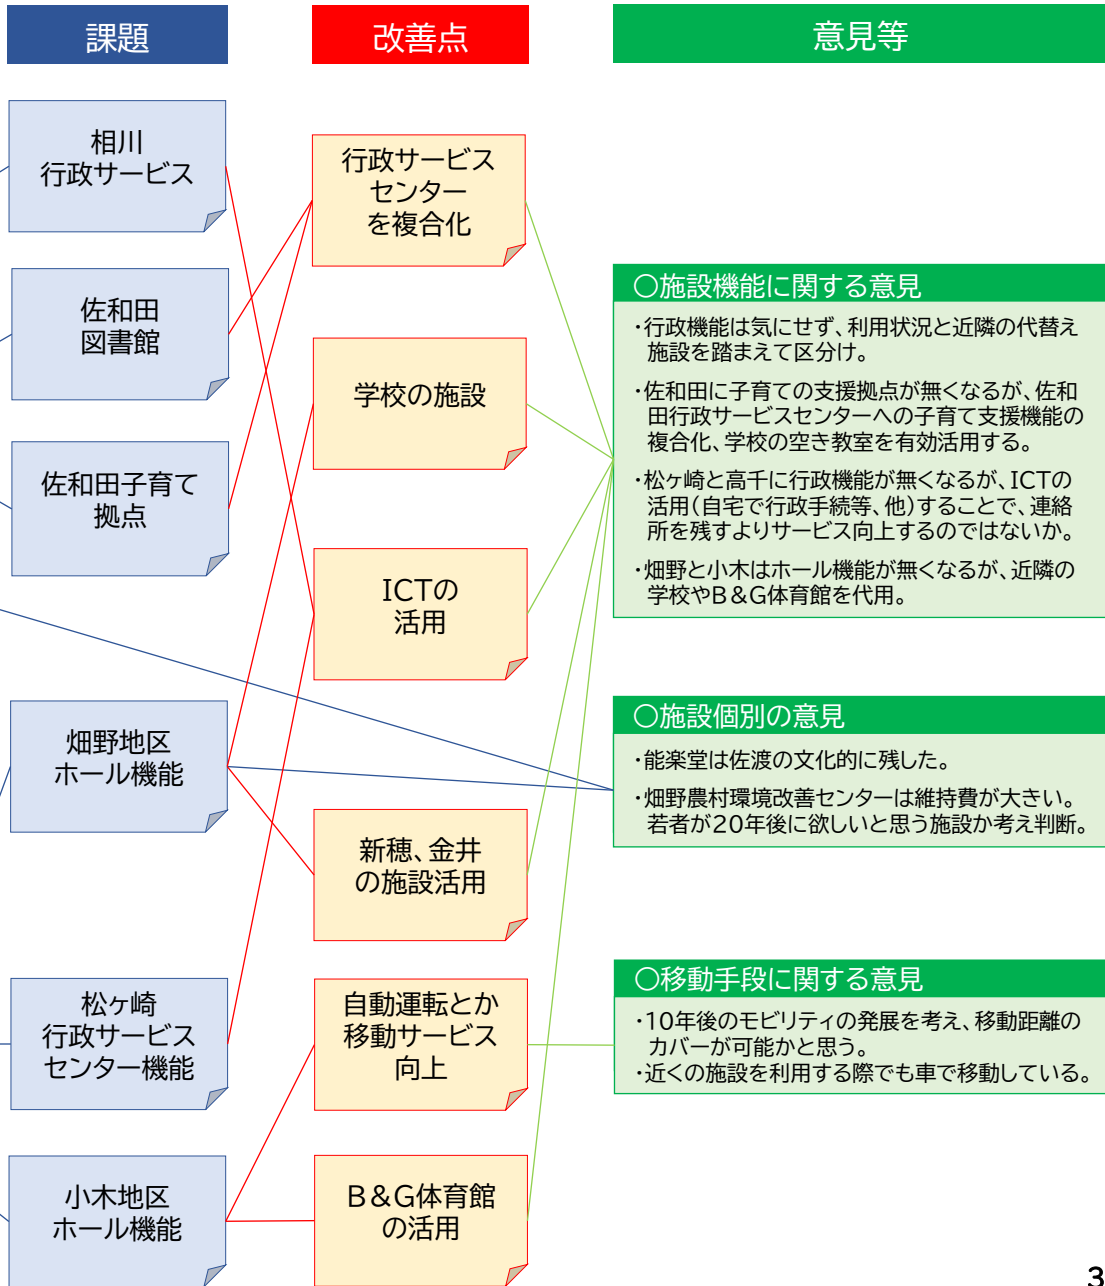 課題
改善点
意見等
相川
行政サービス
佐和田
図書館
佐和田子育て
拠点
畑野地区
ホール機能
松ヶ崎
行政サービス
センター機能
小木地区
ホール機能
行政サービス
センター
を複合化
学校の施設
ICTの
活用
新穂、金井
の施設活用
自動運転とか
移動サービス
向上
B&G体育館
の活用
〇施設機能に関する意見
・行政機能は気にせず、利用状況と近隣の代替え
施設を踏まえて区分け。
・佐和田に子育ての支援拠点が無くなるが、佐和
田行政サービスセンターへの子育て支援機能の
複合化、学校の空き教室を有効活用する。
・松ヶ崎と高千に行政機能が無くなるが、ICTの
活用(自宅で行政手続等、他)することで、連絡
所を残すよりサービス向上するのではないか。
・畑野と小木はホール機能が無くなるが、近隣の
学校やB&G体育館を代用。
〇施設個別の意見
・能楽堂は佐渡の文化的に残した。
・畑野農村環境改善センターは維持費が大きい。
若者が20年後に欲しいと思う施設か考え判断。
〇移動手段に関する意見
・10年後のモビリティの発展を考え、移動距離の
カバーが可能かと思う。
・近くの施設を利用する際でも車で移動している。
3